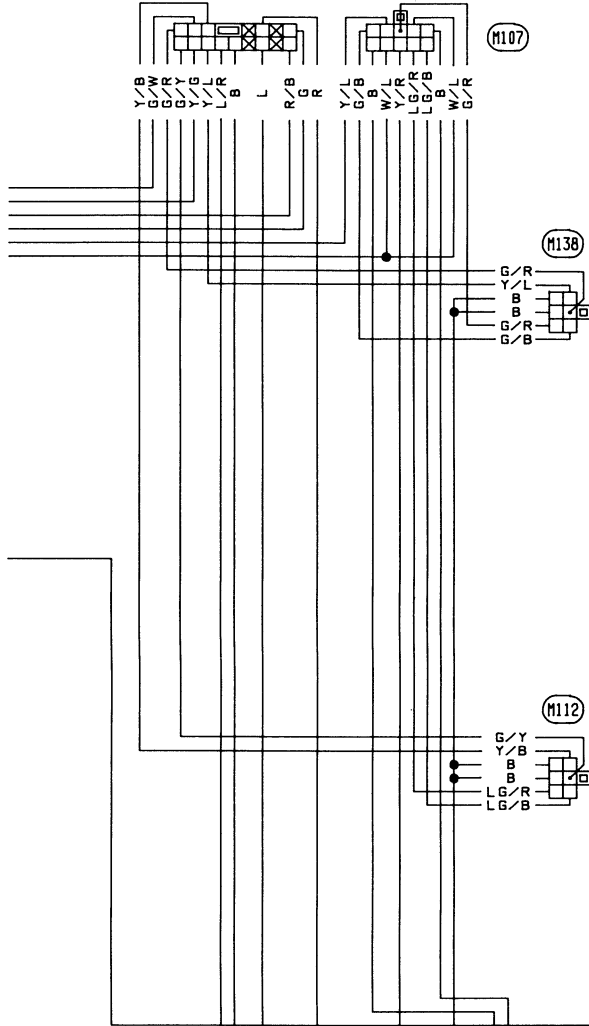 M107
Y/B
G/W
G/R
G/Y
Y/G
Y/L
L/R
B
L
R/B
G
R
Y/L
G/B
B
W/L
Y/R
LG/R
LG/B
B
W/L
G/R
M138
G/R
Y/L
B
B
G/R
G/B
M112
G/Y
Y/B
B
B
LG/R
LG/B